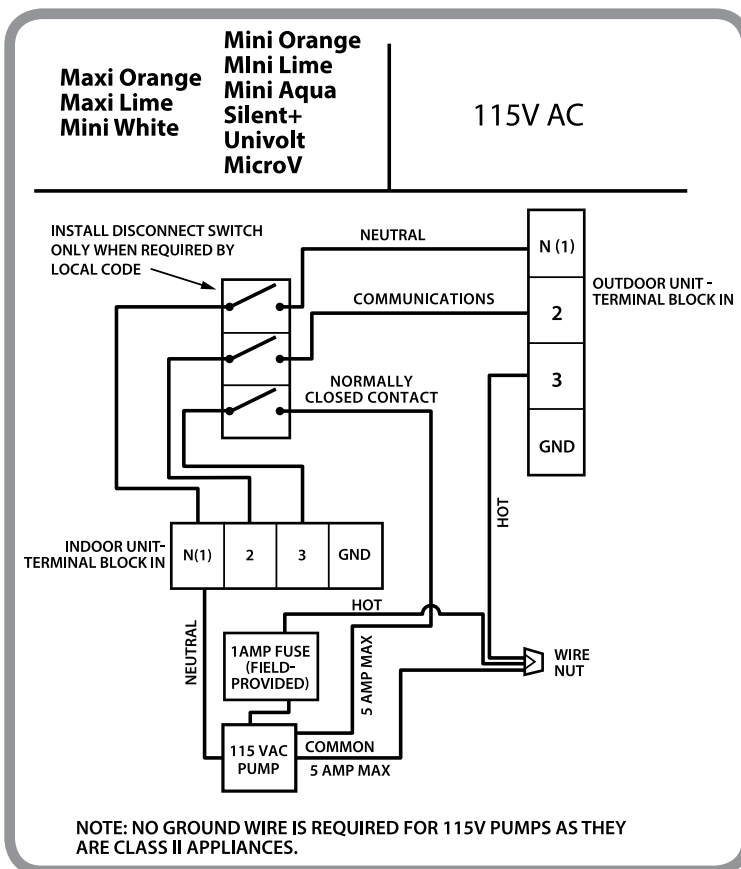 Maxi Orange
Maxi Lime
Mini White
Mini Orange
MIni Lime
Mini Aqua
Silent+
Univolt
MicroV
115V AC
INSTALL DISCONNECT SWITCH
ONLY WHEN REQUIRED BY
LOCAL CODE
NEUTRAL
COMMUNICATIONS
NORMALLY
CLOSED CONTACT
N (1)
2
3
GND
OUTDOOR UNIT -
TERMINAL BLOCK IN
HOT
INDOOR UNIT-
TERMINAL BLOCK IN
N(1)
2
3
GND
NEUTRAL
HOT
1AMP FUSE
(FIELD-
PROVIDED)
5 AMP MAX
WIRE
NUT
115 VAC
PUMP
COMMON
5 AMP MAX
NOTE: NO GROUND WIRE IS REQUIRED FOR 115V PUMPS AS THEY
ARE CLASS II APPLIANCES.